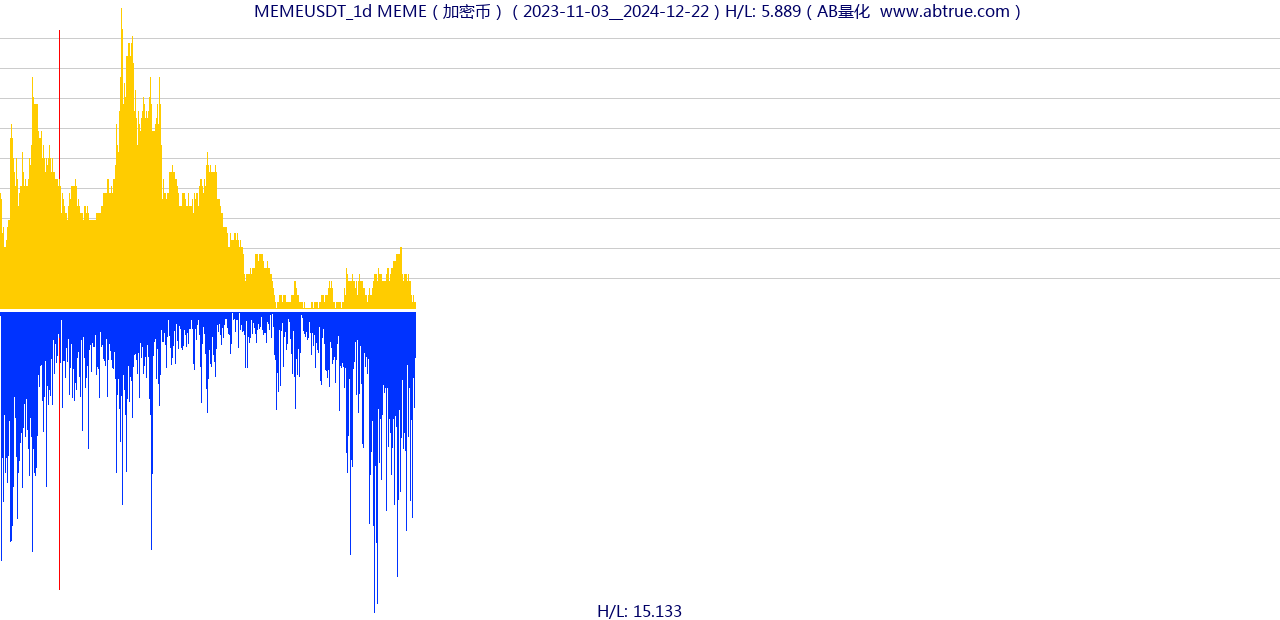 MEMEUSDT_1d MEME ( 加密币 ) ( 2023-11-03__2024-12-22 ) H/L: 5.889 ( AB量化  www.abtrue.com )
H/L: 15.133